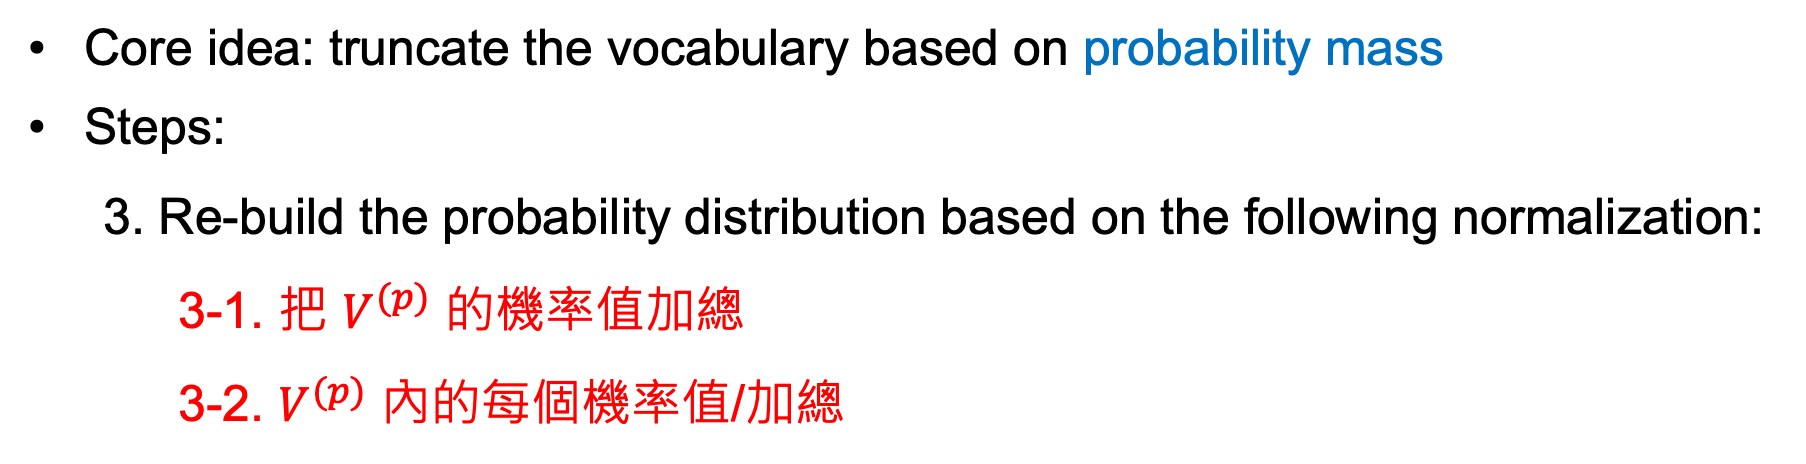 • Core idea: truncate the vocabulary based on probability mass
• Steps:
3. Re-build the probability distribution based on the following normalization:
3-1. 把 V⁽ᵖ⁾ 的機率值加總
3-2. V⁽ᵖ⁾ 內的每個機率值/加總